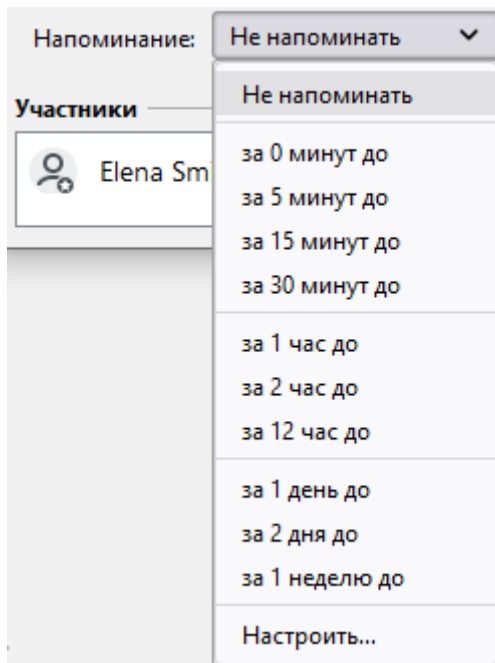 Напоминание: Не напоминать
Не напоминать
Участники
за 0 минут до
Elena Sm
за 5 минут до
за 15 минут до
за 30 минут до
за 1 час до
за 2 час до
за 12 час до
за 1 день до
за 2 дня до
за 1 неделю до
Настроить...